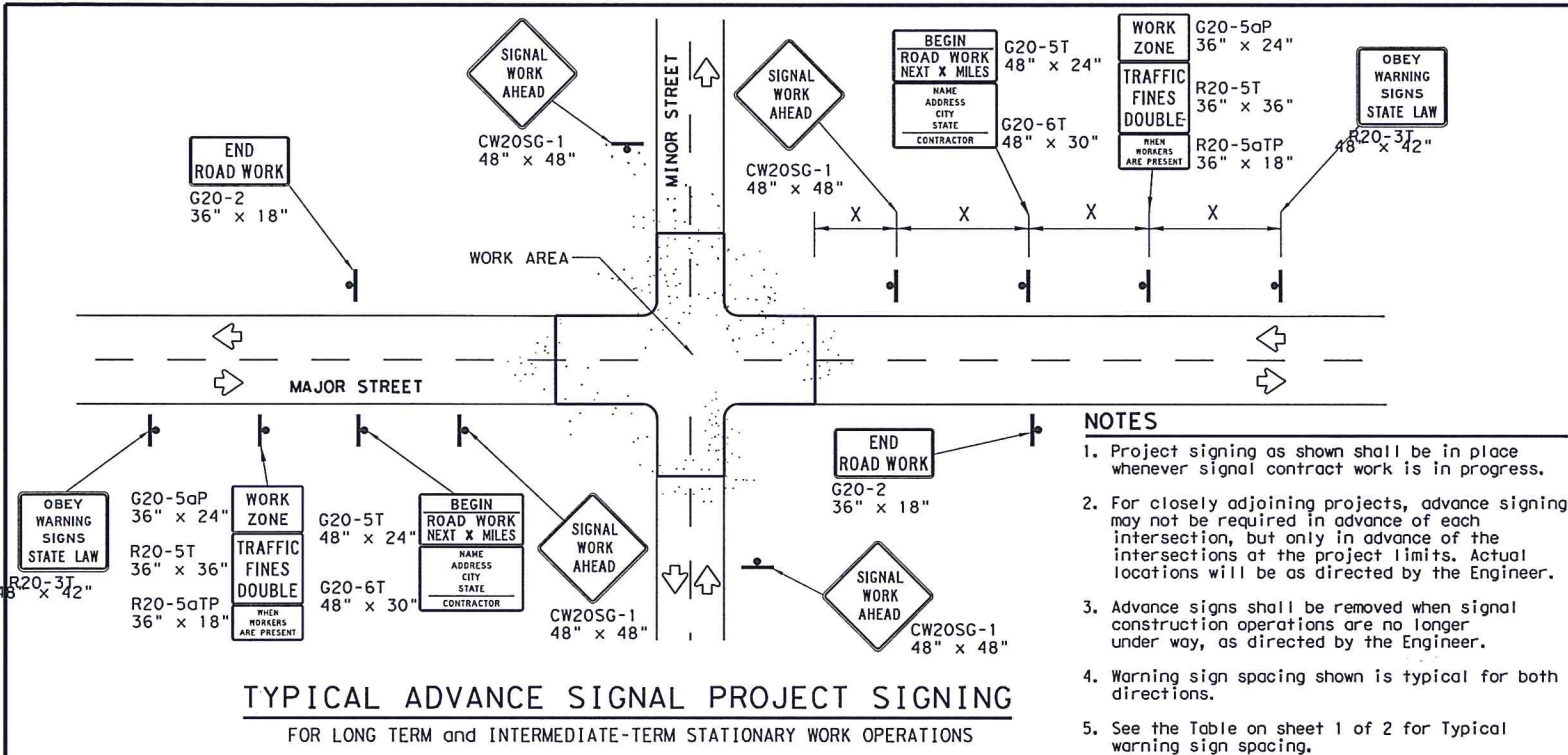 SIGNAL
WORK
AHEAD
CW20SG-1
48" x 48"
END
ROAD WORK
G20-2
36" x 18"
MINOR STREET
SIGNAL
WORK
AHEAD
CW20SG-1
48" x 48"
BEGIN
ROAD WORK
NEXT X MILES
NAME
ADDRESS
CITY
STATE
CONTRACTOR
G20-5T
48" x 24"
G20-6T
48" x 30"
WORK
ZONE
TRAFFIC
FINES
DOUBLE
WHEN
WORKERS
ARE PRESENT
G20-5aP
36" x 24"
R20-5T
36" x 36"
R20-5aTP
36" x 18"
OBEY
WARNING
SIGNS
STATE LAW
R20-3T
48" x 42"
X
X
X
X
WORK AREA
MAJOR STREET
OBEY
WARNING
SIGNS
STATE LAW
R20-3T
48" x 42"
G20-5aP
36" x 24"
R20-5T
36" x 36"
R20-5aTP
36" x 18"
WORK
ZONE
TRAFFIC
FINES
DOUBLE
WHEN
WORKERS
ARE PRESENT
G20-5T
48" x 24"
G20-6T
48" x 30"
BEGIN
ROAD WORK
NEXT X MILES
NAME
ADDRESS
CITY
STATE
CONTRACTOR
SIGNAL
WORK
AHEAD
CW20SG-1
48" x 48"
END
ROAD WORK
G20-2
36" x 18"
SIGNAL
WORK
AHEAD
CW20SG-1
48" x 48"
TYPICAL ADVANCE SIGNAL PROJECT SIGNING
FOR LONG TERM and INTERMEDIATE-TERM STATIONARY WORK OPERATIONS
NOTES
1. Project signing as shown shall be in place
whenever signal contract work is in progress.
2. For closely adjoining projects, advance signing
may not be required in advance of each
intersection, but only in advance of the
intersections at the project limits. Actual
locations will be as directed by the Engineer.
3. Advance signs shall be removed when signal
construction operations are no longer
under way, as directed by the Engineer.
4. Warning sign spacing shown is typical for both
directions.
5. See the Table on sheet 1 of 2 for Typical
warning sign spacing.